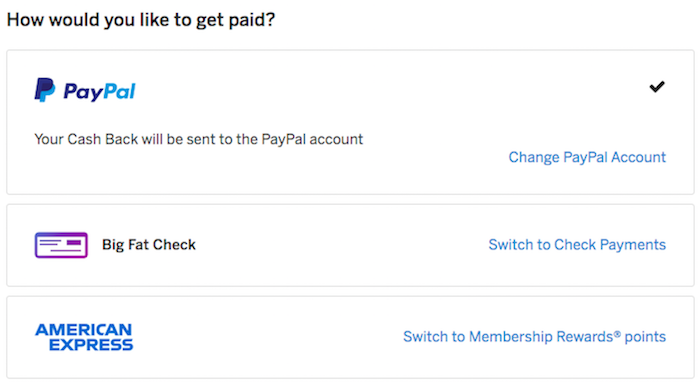 How would you like to get paid?
PayPal
Your Cash Back will be sent to the PayPal account
Change PayPal Account
Big Fat Check
Switch to Check Payments
AMERICAN
EXPRESS
Switch to Membership Rewards® points